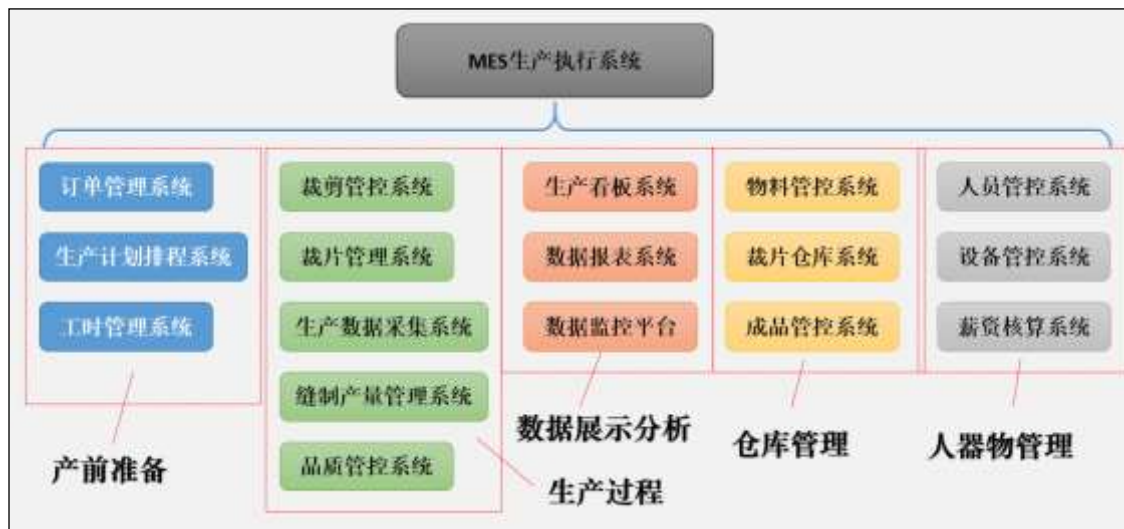 MES生产执行系统
订单管理系统
生产计划排程系统
工时管理系统
产前准备
裁剪管控系统
裁片管理系统
生产数据采集系统
缝制产量管理系统
品质管控系统
生产过程
生产看板系统
数据报表系统
数据监控平台
数据展示分析
物料管控系统
裁片仓库系统
成品管控系统
仓库管理
人员管控系统
设备管控系统
薪资核算系统
人器物管理